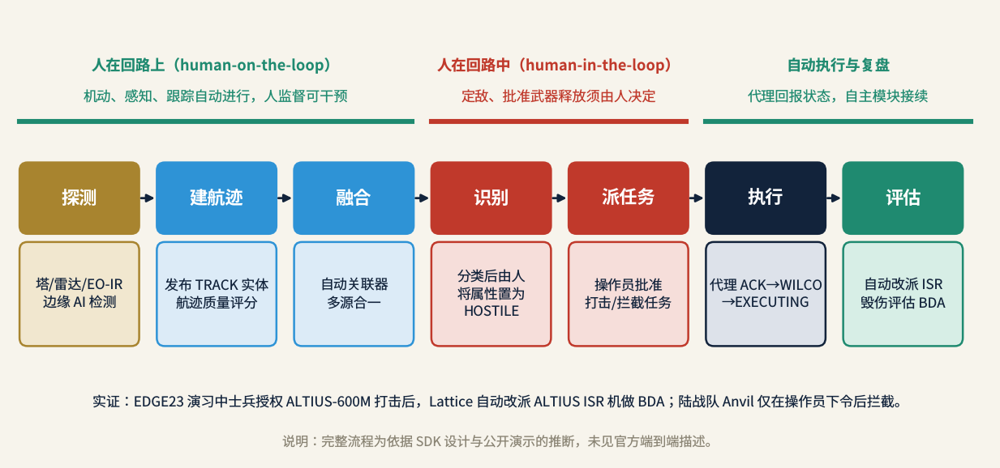 人在回路上（human-on-the-loop）
机动、感知、跟踪自动进行，人监督可干预
人在回路中（human-in-the-loop）
定敌、批准武器释放须由人决定
自动执行与复盘
代理回报状态，自主模块接续
探测
建航迹
融合
识别
派任务
执行
评估
塔/雷达/EO-IR
边缘 AI 检测
发布 TRACK 实体
航迹质量评分
自动关联器
多源合一
分类后由人
将属性置为
HOSTILE
操作员批准
打击/拦截任务
代理 ACK→WILCO
→EXECUTING
自动改派 ISR
毁伤评估 BDA
实证：EDGE23 演习中士兵授权 ALTIUS-600M 打击后，Lattice 自动改派 ALTIUS ISR 机做 BDA；陆战队 Anvil 仅在操作员下令后拦截。
说明：完整流程为依据 SDK 设计与公开演示的推断，未见官方端到端描述。